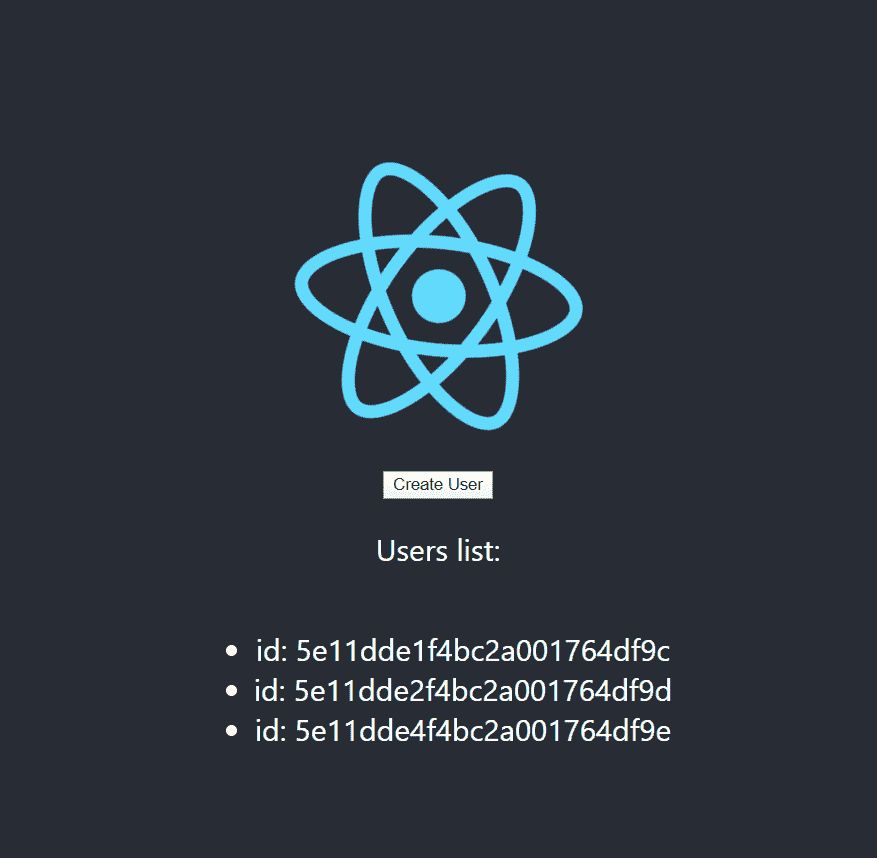 Create User
Users list:
id: 5e11dde1f4bc2a001764df9c
id: 5e11dde2f4bc2a001764df9d
id: 5e11dde4f4bc2a001764df9e